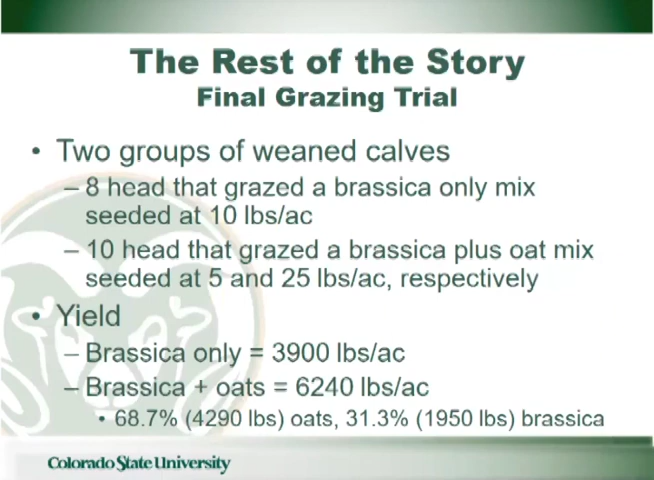 The Rest of the Story
Final Grazing Trial
• Two groups of weaned calves
– 8 head that grazed a brassica only mix
seeded at 10 lbs/ac
– 10 head that grazed a brassica plus oat mix
seeded at 5 and 25 lbs/ac, respectively
• Yield
– Brassica only = 3900 lbs/ac
– Brassica + oats = 6240 lbs/ac
• 68.7% (4290 lbs) oats, 31.3% (1950 lbs) brassica
Colorado State University